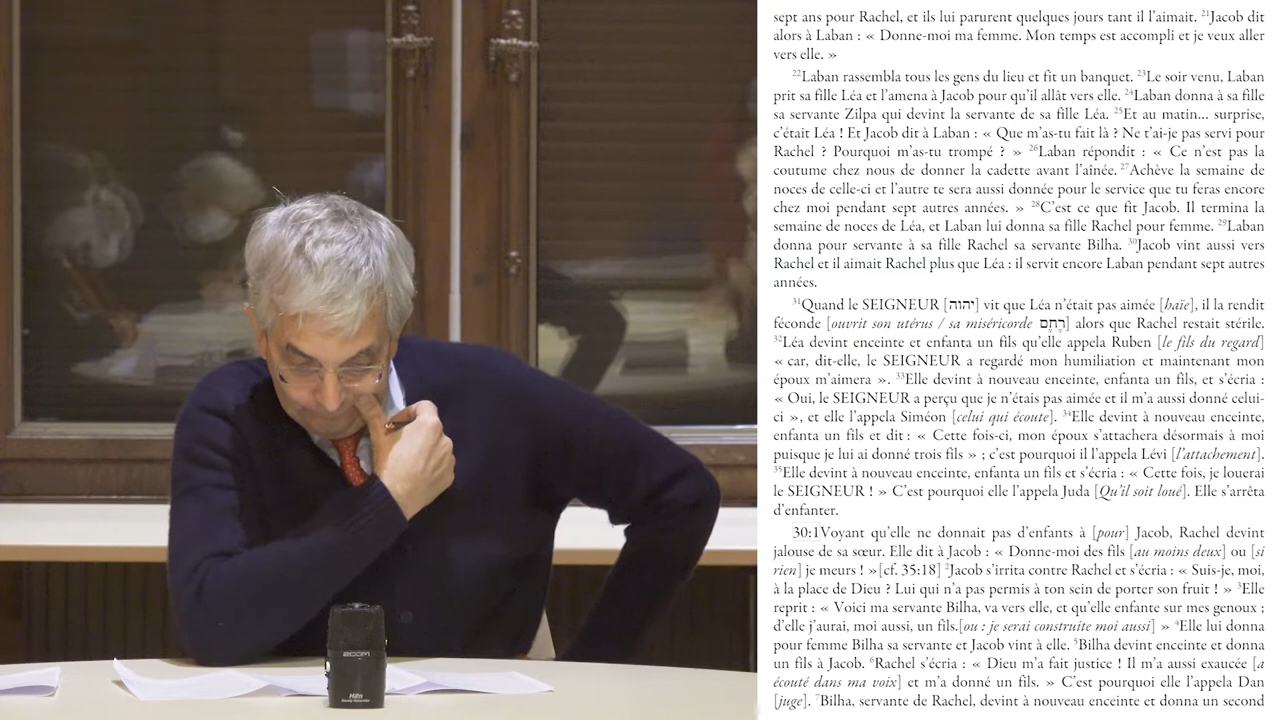 sept ans pour Rachel, et ils lui parurent quelques jours tant il l'aimait. ²¹Jacob dit
alors à Laban : « Donne-moi ma femme. Mon temps est accompli et je veux aller
vers elle. »
²²Laban rassembla tous les gens du lieu et fit un banquet. ²³Le soir venu, Laban
prit sa fille Léa et l'amena à Jacob pour qu'il allât vers elle. ²⁴Laban donna à sa fille
sa servante Zilpa qui devint la servante de sa fille Léa. ²⁵Et au matin… surprise,
c'était Léa ! Et Jacob dit à Laban : « Que m'as-tu fait là ? Ne t'ai-je pas servi pour
Rachel ? Pourquoi m'as-tu trompé ? » ²⁶Laban répondit : « Ce n'est pas la
coutume chez nous de donner la cadette avant l'aînée. ²⁷Achève la semaine de
noces de celle-ci et l'autre te sera aussi donnée pour le service que tu feras encore
chez moi pendant sept autres années. » ²⁸C'est ce que fit Jacob. Il termina la
semaine de noces de Léa, et Laban lui donna sa fille Rachel pour femme. ²⁹Laban
donna pour servante à sa fille Rachel sa servante Bilha. ³⁰Jacob vint aussi vers
Rachel et il aimait Rachel plus que Léa : il servit encore Laban pendant sept autres
années.
³¹Quand le SEIGNEUR [יהוה] vit que Léa n'était pas aimée [haïe], il la rendit
féconde [ouvrit son utérus / sa miséricorde רֶחֶם] alors que Rachel restait stérile.
³²Léa devint enceinte et enfanta un fils qu'elle appela Ruben [le fils du regard]
« car, dit-elle, le SEIGNEUR a regardé mon humiliation et maintenant mon
époux m'aimera ». ³³Elle devint à nouveau enceinte, enfanta un fils, et s'écria :
« Oui, le SEIGNEUR a perçu que je n'étais pas aimée et il m'a aussi donné celui-
ci », et elle l'appela Siméon [celui qui écoute]. ³⁴Elle devint à nouveau enceinte,
enfanta un fils et dit : « Cette fois-ci, mon époux s'attachera désormais à moi
puisque je lui ai donné trois fils » ; c'est pourquoi il l'appela Lévi [l'attachement].
³⁵Elle devint à nouveau enceinte, enfanta un fils et s'écria : « Cette fois, je louerai
le SEIGNEUR ! » C'est pourquoi elle l'appela Juda [Qu'il soit loué]. Elle s'arrêta
d'enfanter.
30:1Voyant qu'elle ne donnait pas d'enfants à [pour] Jacob, Rachel devint
jalouse de sa sœur. Elle dit à Jacob : « Donne-moi des fils [au moins deux] ou [si
rien] je meurs ! »[cf. 35:18] ²Jacob s'irrita contre Rachel et s'écria : « Suis-je, moi,
à la place de Dieu ? Lui qui n'a pas permis à ton sein de porter son fruit ! » ³Elle
reprit : « Voici ma servante Bilha, va vers elle, et qu'elle enfante sur mes genoux ;
d'elle j'aurai, moi aussi, un fils.[ou : je serai construite moi aussi] » ⁴Elle lui donna
pour femme Bilha sa servante et Jacob vint à elle. ⁵Bilha devint enceinte et donna
un fils à Jacob. ⁶Rachel s'écria : « Dieu m'a fait justice ! Il m'a aussi exaucée [a
écouté dans ma voix] et m'a donné un fils. » C'est pourquoi elle l'appela Dan
[juge]. ⁷Bilha, servante de Rachel, devint à nouveau enceinte et donna un second
zoom
H2n
Handy Recorder